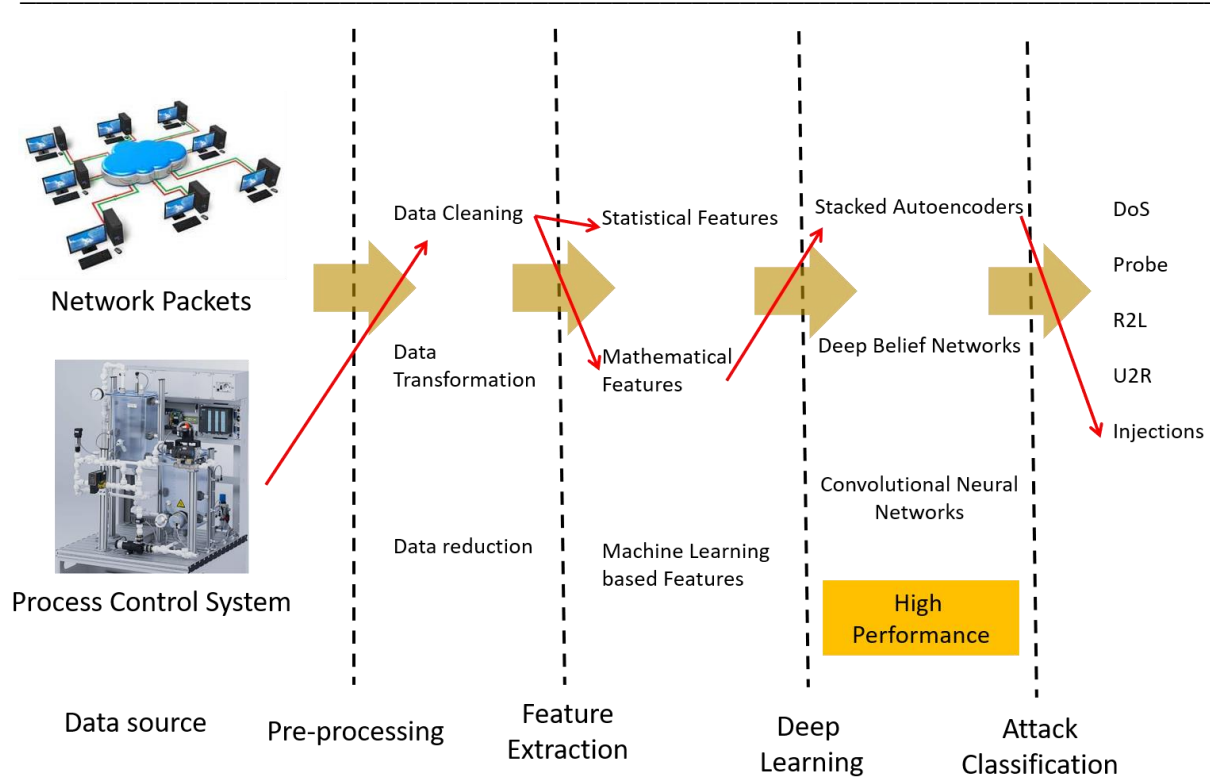 Network Packets
Process Control System
Data source
Data Cleaning
Data
Transformation
Data reduction
Pre-processing
Statistical Features
Mathematical
Features
Machine Learning
based Features
Feature
Extraction
Stacked Autoencoders
Deep Belief Networks
Convolutional Neural
Networks
High
Performance
Deep
Learning
DoS
Probe
R2L
U2R
Injections
Attack
Classification